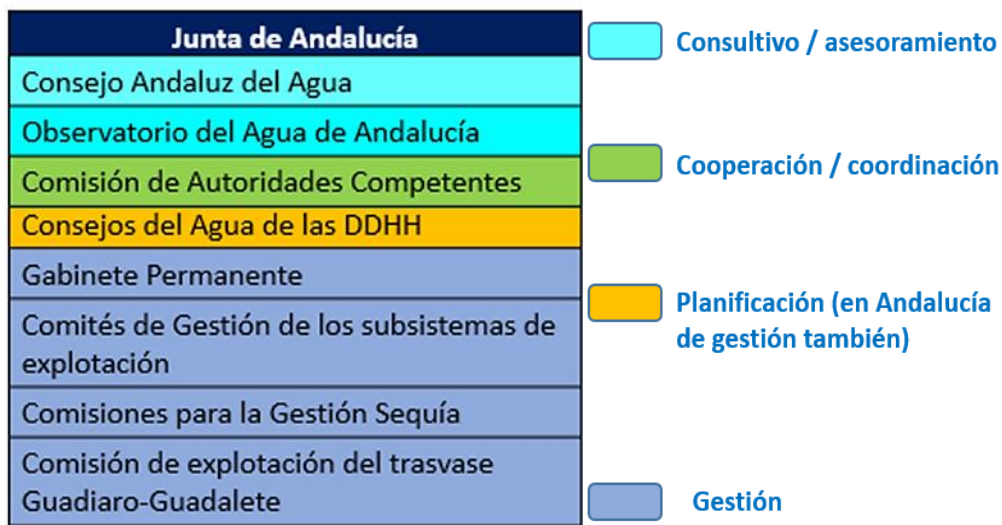 Junta de Andalucía
Consejo Andaluz del Agua
Observatorio del Agua de Andalucía
Comisión de Autoridades Competentes
Consejos del Agua de las DDHH
Gabinete Permanente
Comités de Gestión de los subsistemas de
explotación
Comisiones para la Gestión Sequía
Comisión de explotación del trasvase
Guadiaro-Guadalete
Consultivo / asesoramiento
Cooperación / coordinación
Planificación (en Andalucía
de gestión también)
Gestión